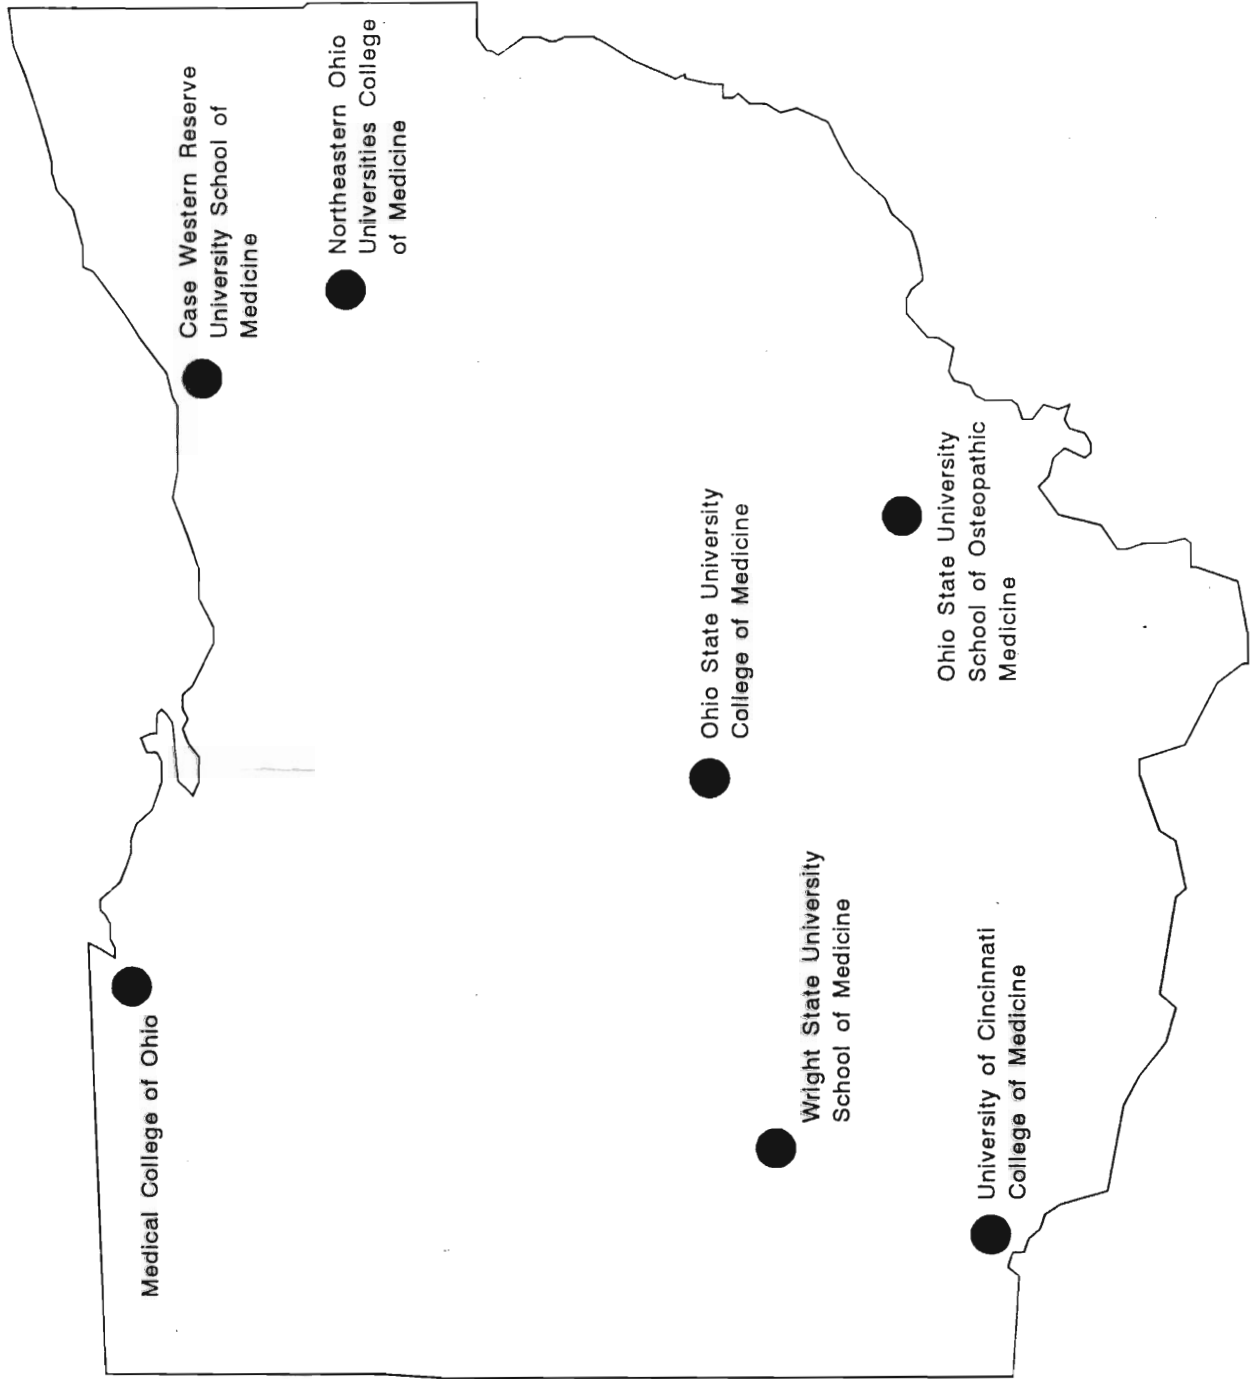 Medical College of Ohio
Case Western Reserve
University School of
Medicine
Northeastern Ohio
Universities College
of Medicine
Ohio State University
College of Medicine
Wright State University
School of Medicine
Ohio State University
School of Osteopathic
Medicine
University of Cincinnati
College of Medicine